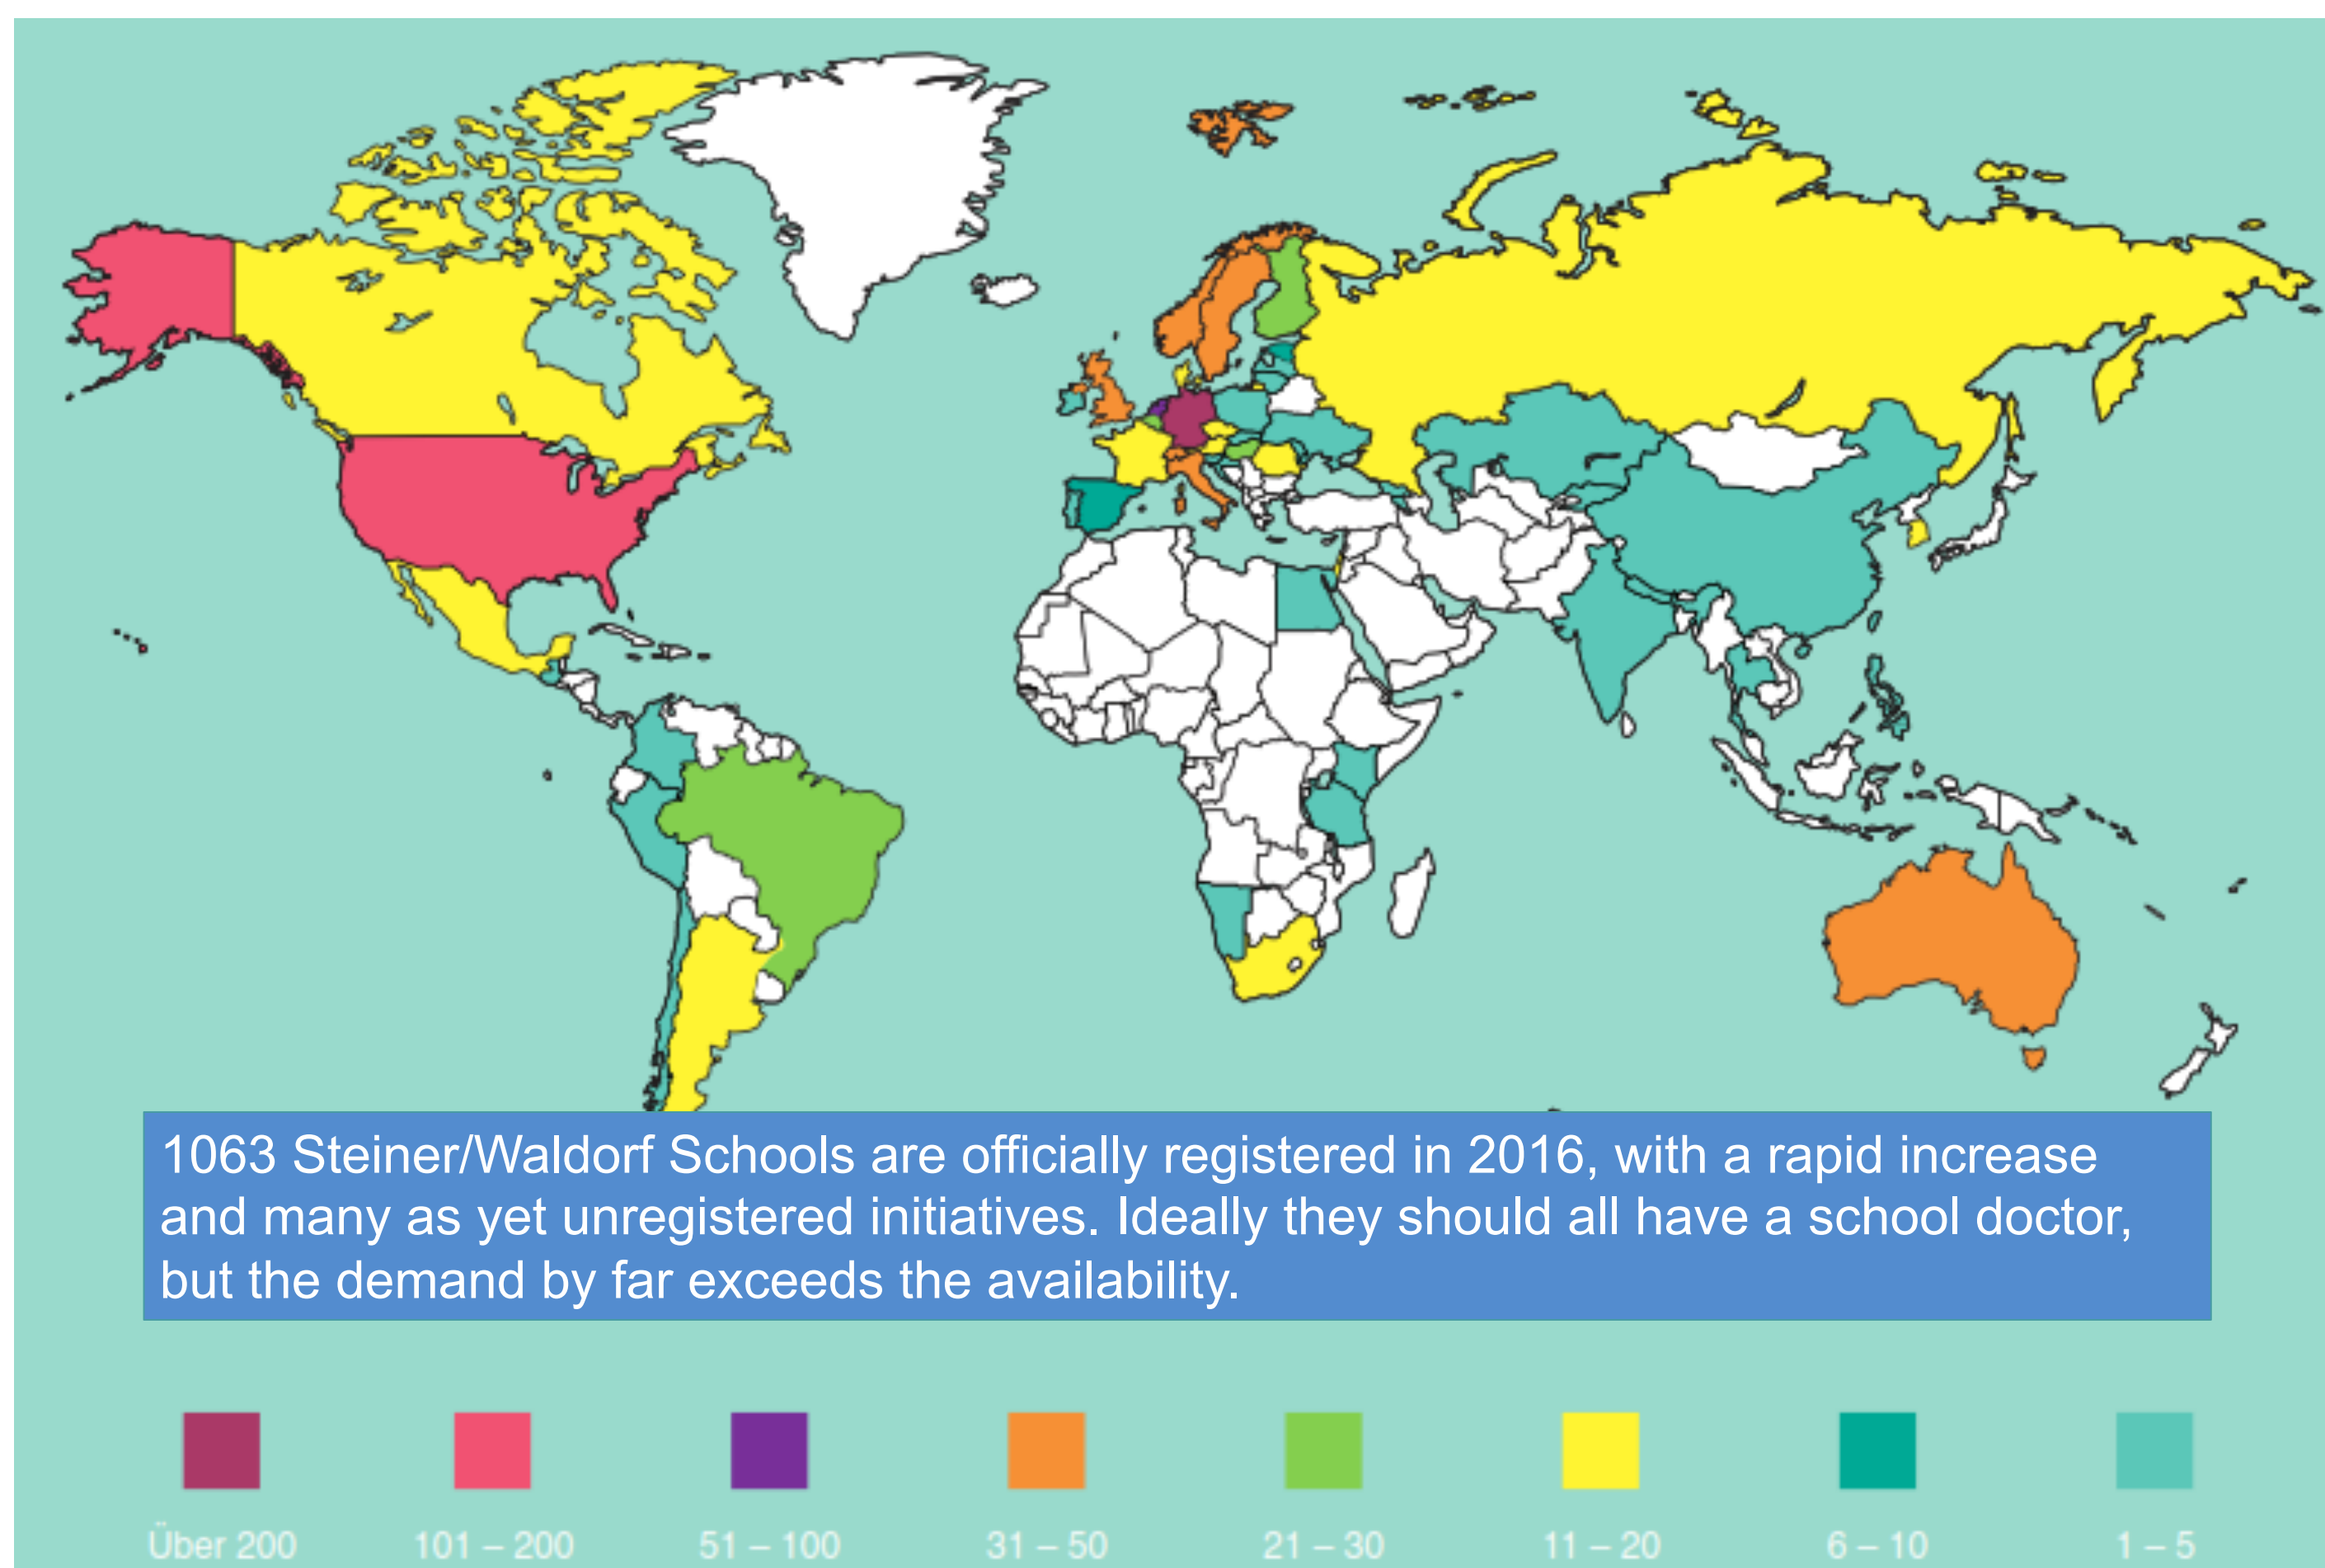 1063 Steiner/Waldorf Schools are officially registered in 2016, with a rapid increase
and many as yet unregistered initiatives. Ideally they should all have a school doctor,
but the demand by far exceeds the availability.
Über 200
101 – 200
51 – 100
31 – 50
21 – 30
11 – 20
6 – 10
1 – 5